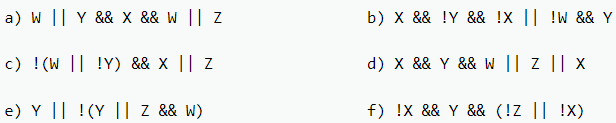 a) W || Y && X && W || Z b) X && !Y && !X || !W && Y
c) !(W || !Y) && X || Z d) X && Y && W || Z || X
e) Y || !(Y || Z && W) f) !X && Y && (!Z || !X)